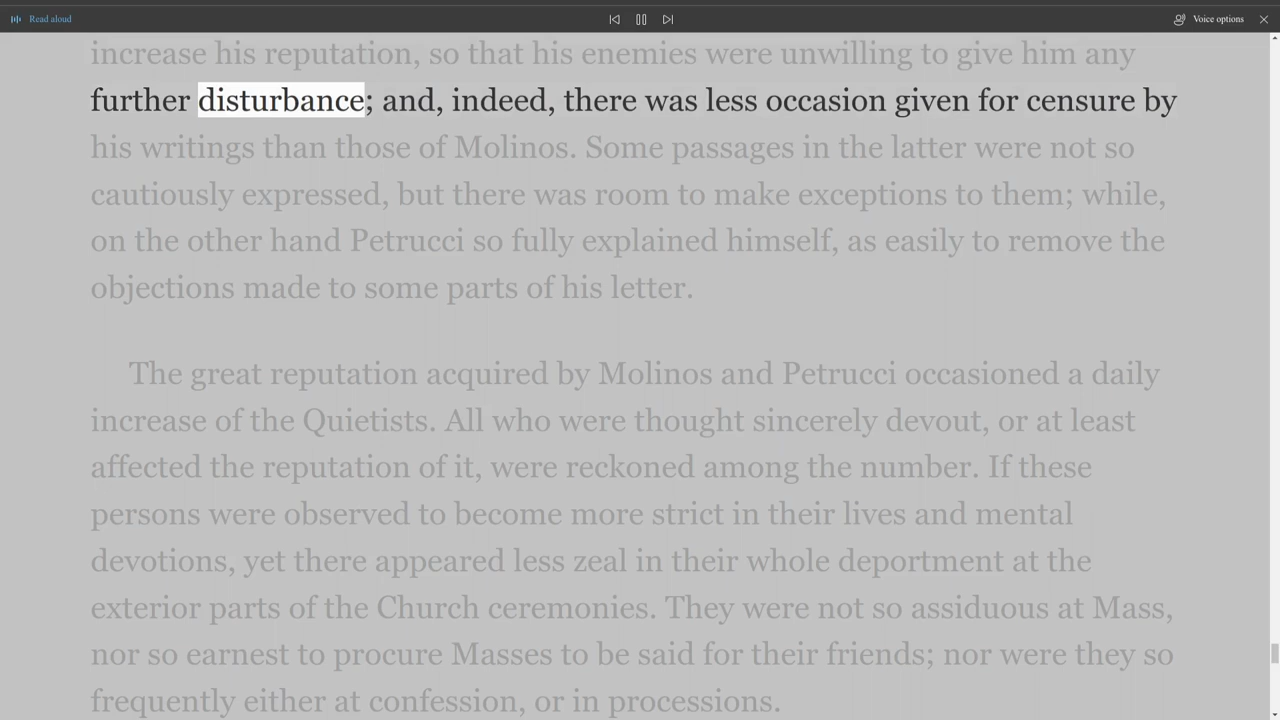 Read aloud
Voice options
increase his reputation, so that his enemies were unwilling to give him any
further disturbance; and, indeed, there was less occasion given for censure by
his writings than those of Molinos. Some passages in the latter were not so
cautiously expressed, but there was room to make exceptions to them; while,
on the other hand Petrucci so fully explained himself, as easily to remove the
objections made to some parts of his letter.
The great reputation acquired by Molinos and Petrucci occasioned a daily
increase of the Quietists. All who were thought sincerely devout, or at least
affected the reputation of it, were reckoned among the number. If these
persons were observed to become more strict in their lives and mental
devotions, yet there appeared less zeal in their whole deportment at the
exterior parts of the Church ceremonies. They were not so assiduous at Mass,
nor so earnest to procure Masses to be said for their friends; nor were they so
frequently either at confession, or in processions.